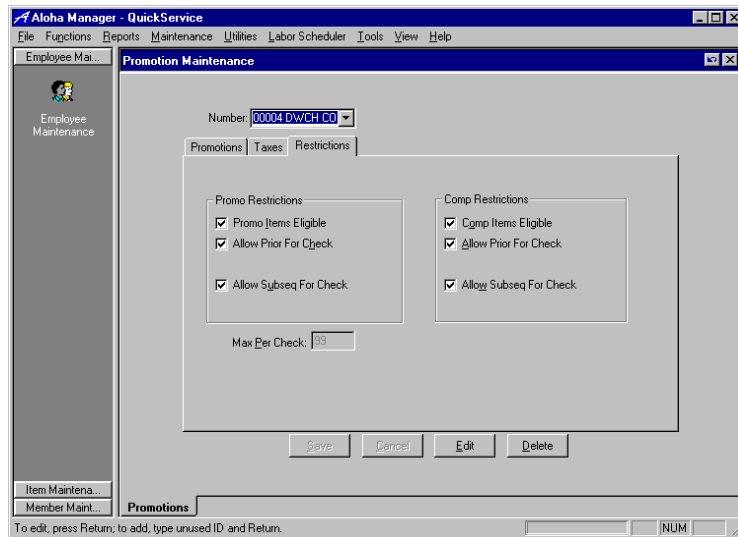 Aloha Manager - QuickService
File Functions Reports Maintenance Utilities Labor Scheduler Tools View Help
Employee Mai...
Promotion Maintenance
Employee
Maintenance
Number: 00004 DWCH CO
Promotions Taxes Restrictions
Promo Restrictions
Comp Restrictions
Promo Items Eligible
Comp Items Eligible
Allow Prior For Check
Allow Prior For Check
Allow Subseq For Check
Allow Subseq For Check
Max Per Check: 99
Save Cancel Edit Delete
Item Maintena...
Member Maint...
Promotions
To edit, press Return; to add, type unused ID and Return.
NUM